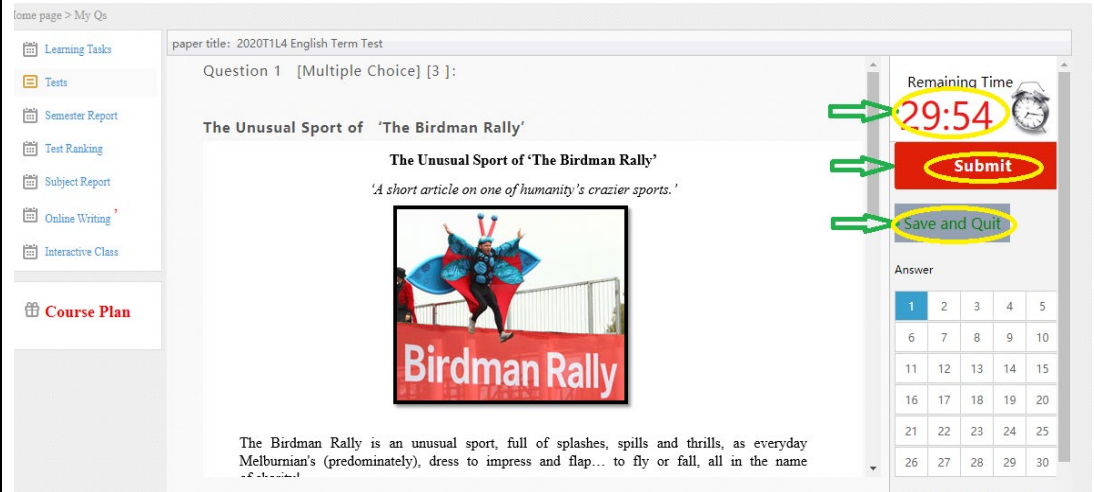 Home page > My Qs
Learning Tasks
Tests
Semester Report
Test Ranking
Subject Report
Online Writing '
Interactive Class
Course Plan
paper title: 2020T1L4 English Term Test
Question 1 [Multiple Choice] [3 ]:
The Unusual Sport of ‘The Birdman Rally’
The Unusual Sport of ‘The Birdman Rally’
‘A short article on one of humanity’s crazier sports.’
Birdman Rally
The Birdman Rally is an unusual sport, full of splashes, spills and thrills, as everyday
Melburnian's (predominately), dress to impress and flap… to fly or fall, all in the name
of charity!
Remaining Time
29:54
Submit
Save and Quit
Answer
1 2 3 4 5
6 7 8 9 10
11 12 13 14 15
16 17 18 19 20
21 22 23 24 25
26 27 28 29 30